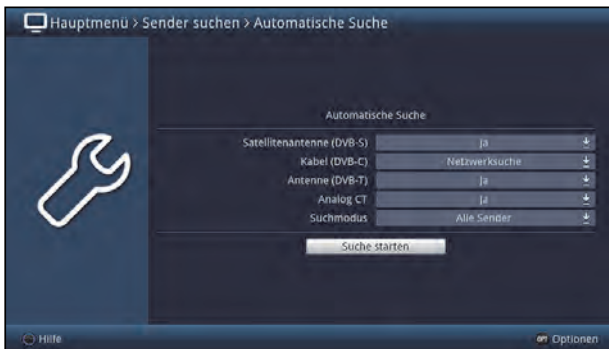 Hauptmenü > Sender suchen > Automatische Suche
Automatische Suche
Satellitenantenne (DVB-S) Ja
Kabel (DVB-C) Netzwerksuche
Antenne (DVB-T) Ja
Analog CT Ja
Suchmodus Alle Sender
Suche starten
Hilfe OPT Optionen